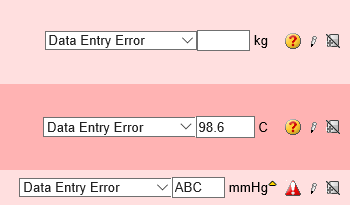 Data Entry Error kg
Data Entry Error 98.6 C
Data Entry Error ABC mmHg